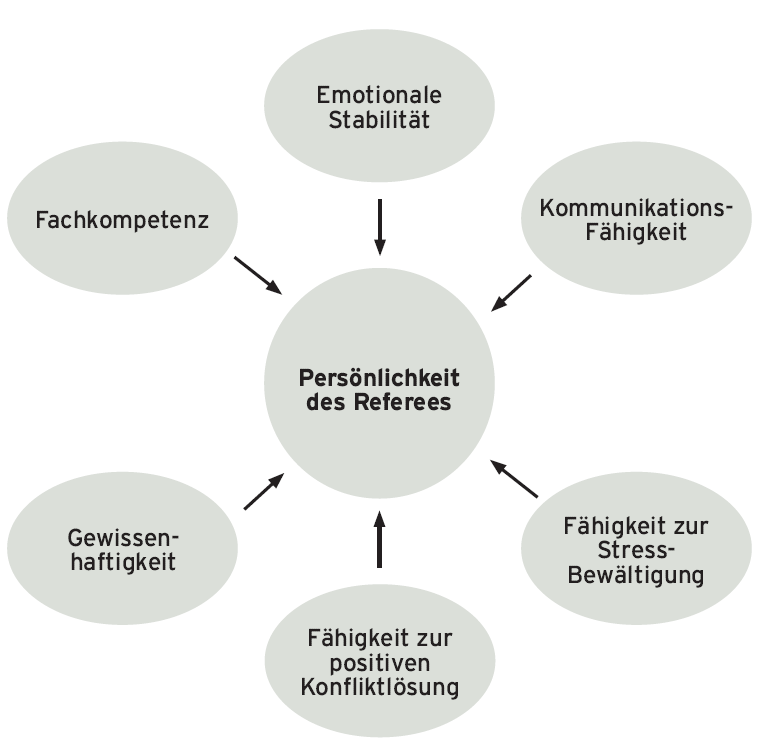 Emotionale
Stabilität
Fachkompetenz
Kommunikations-
Fähigkeit
Persönlichkeit
des Referees
Gewissen-
haftigkeit
Fähigkeit zur
Stress-
Bewältigung
Fähigkeit zur
positiven
Konfliktlösung